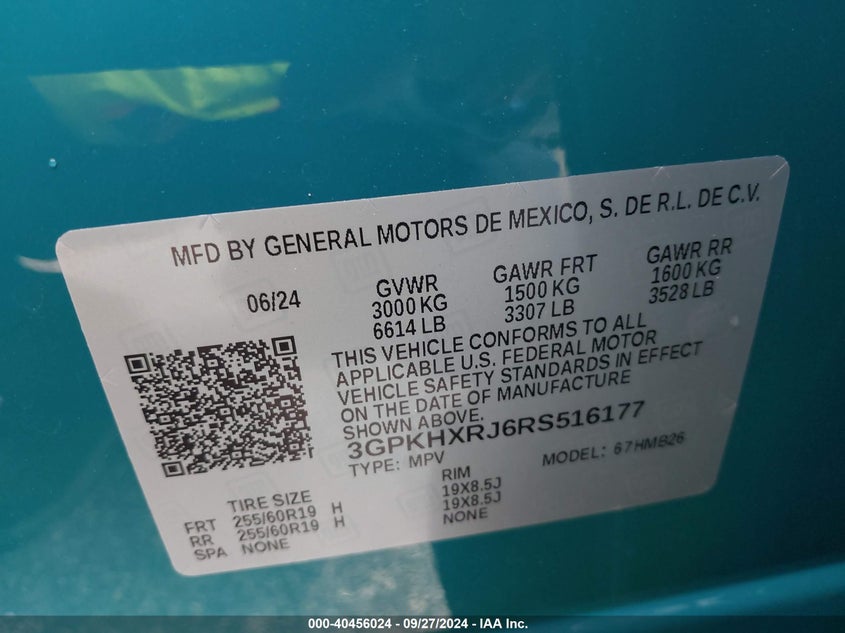 MFD BY GENERAL MOTORS DE MEXICO, S. DE R.L. DE C.V.
06/24
GVWR
3000 KG
6614 LB
GAWR FRT
1500 KG
3307 LB
GAWR RR
1600 KG
3528 LB
THIS VEHICLE CONFORMS TO ALL
APPLICABLE U.S. FEDERAL MOTOR
VEHICLE SAFETY STANDARDS IN EFFECT
ON THE DATE OF MANUFACTURE
SHOWN ABOVE.
3GPKHXRJ6RS516177
TYPE: MPV
MODEL: 67HMB26
TIRE SIZE
RIM
FRT 255/60R19 H 19X8.5J
RR 255/60R19 H 19X8.5J
SPA NONE NONE
000-40456024 - 09/27/2024 - IAA Inc.